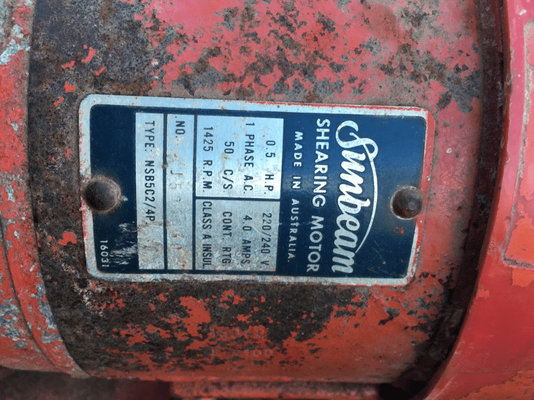 Sunbeam
SHEARING MOTOR
MADE IN AUSTRALIA
0.5 H.P. 220/240 V.
1 PHASE A.C. 4.0 AMPS
50 C/S. CONT. RTG.
1425 R.P.M. CLASS A INSUL
NO.
TYPE: NSB5C2/4P
16031